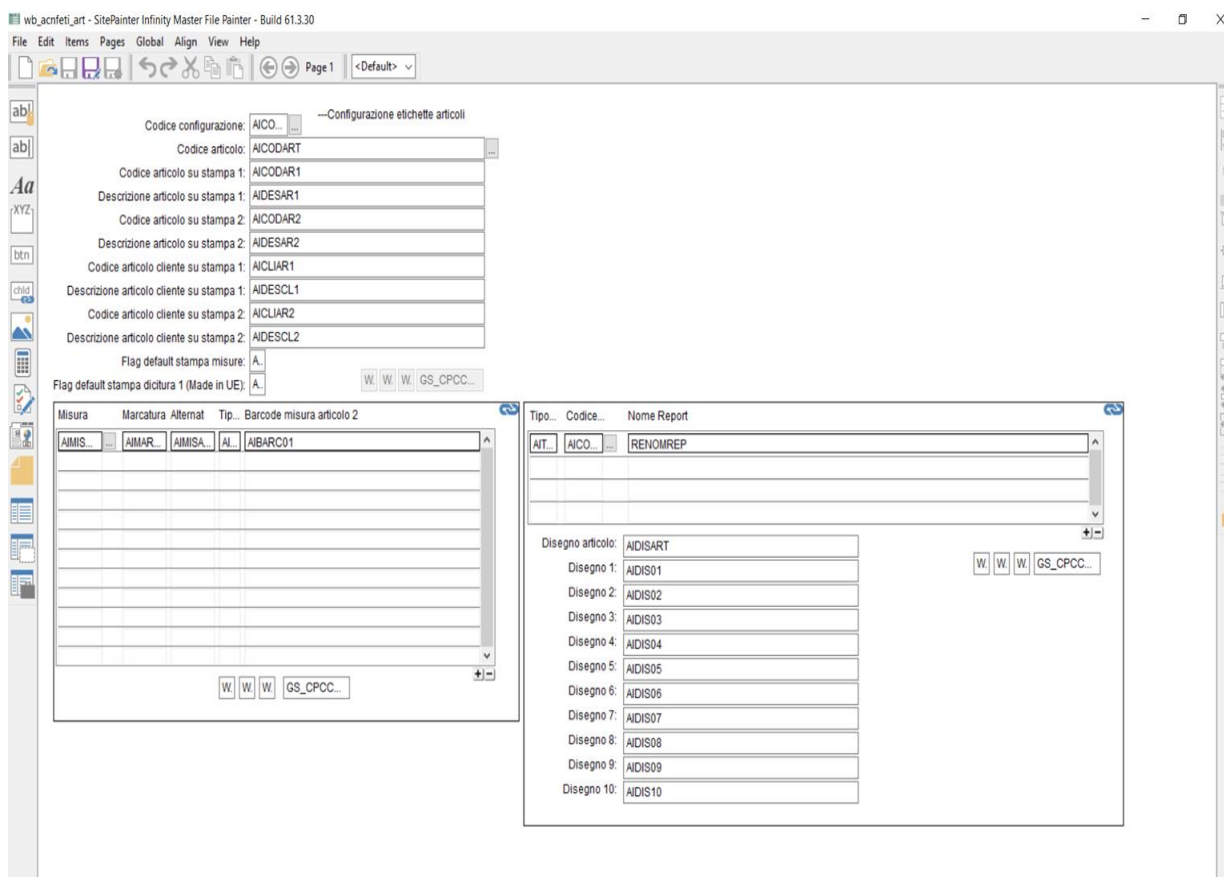 wb_acnfeti_art - SitePainter Infinity Master File Painter - Build 61.3.30
File Edit Items Pages Global Align View Help
Page 1 <Default>
---Configurazione etichette articoli
Codice configurazione: AICO... ...
Codice articolo: AICODART ...
Codice articolo su stampa 1: AICODAR1
Descrizione articolo su stampa 1: AIDESAR1
Codice articolo su stampa 2: AICODAR2
Descrizione articolo su stampa 2: AIDESAR2
Codice articolo cliente su stampa 1: AICLIAR1
Descrizione articolo cliente su stampa 1: AIDESCL1
Codice articolo cliente su stampa 2: AICLIAR2
Descrizione articolo cliente su stampa 2: AIDESCL2
Flag default stampa misure: A..
Flag default stampa dicitura 1 (Made in UE): A..
W. W. W. GS_CPCC...
Misura Marcatura Alternat Tip... Barcode misura articolo 2
AIMIS... ... AIMAR... AIMISA... AI... AIBARC01
W. W. W. GS_CPCC...
Tipo... Codice... Nome Report
AIT... AICO... ... RENOMREP
Disegno articolo: AIDISART
Disegno 1: AIDIS01
Disegno 2: AIDIS02
Disegno 3: AIDIS03
Disegno 4: AIDIS04
Disegno 5: AIDIS05
Disegno 6: AIDIS06
Disegno 7: AIDIS07
Disegno 8: AIDIS08
Disegno 9: AIDIS09
Disegno 10: AIDIS10
W. W. W. GS_CPCC...
ab
ab
Aa
XYZ
btn
chld